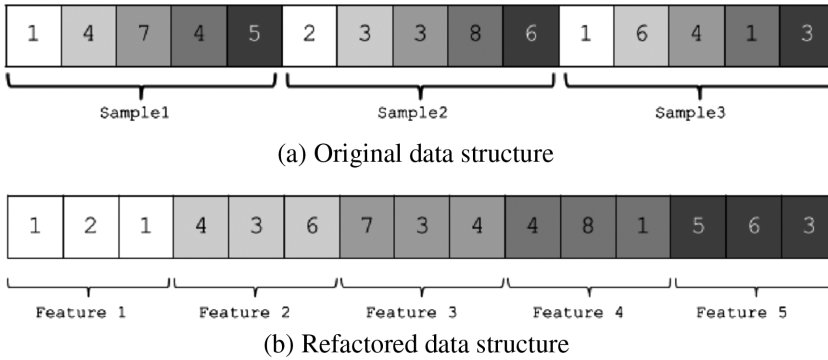 1 4 7 4 5 2 3 3 8 6 1 6 4 1 3
Sample1 Sample2 Sample3
(a) Original data structure
1 2 1 4 3 6 7 3 4 4 8 1 5 6 3
Feature 1 Feature 2 Feature 3 Feature 4 Feature 5
(b) Refactored data structure